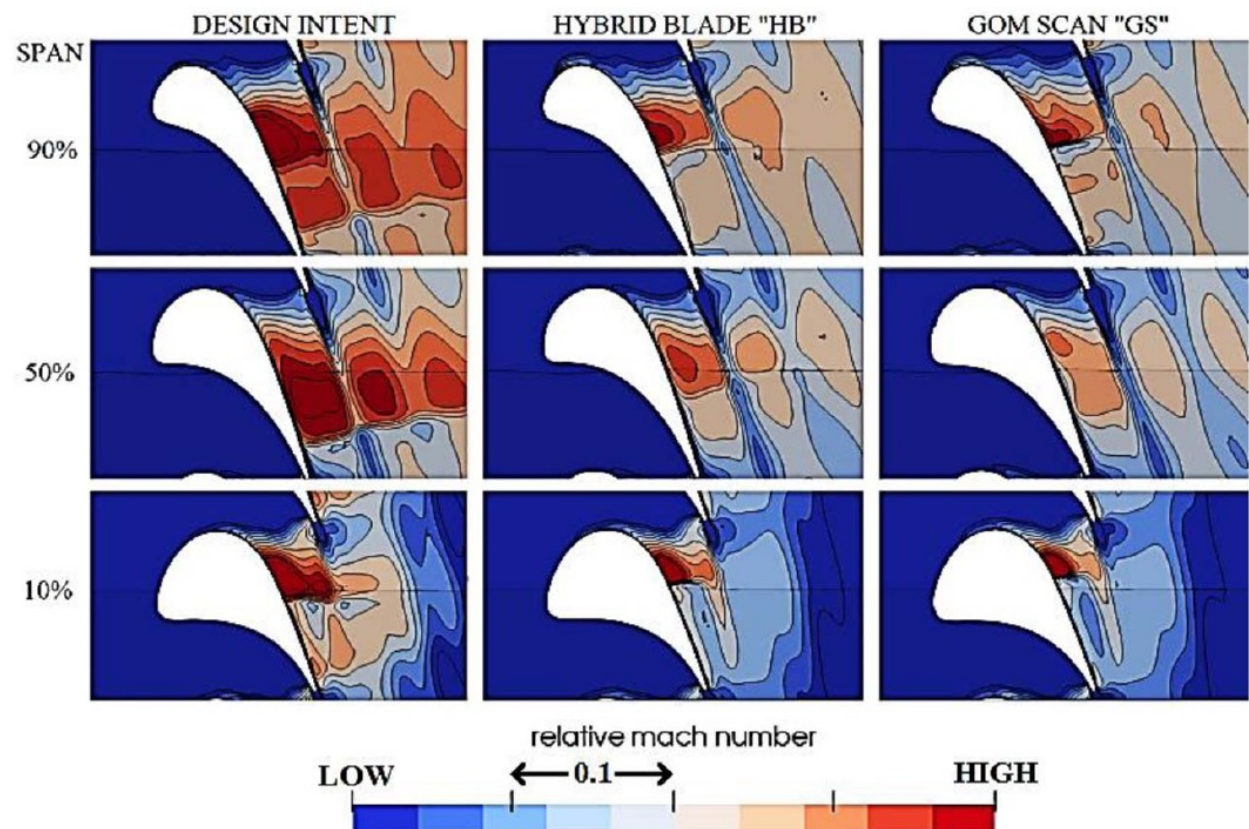 DESIGN INTENT HYBRID BLADE "HB" GOM SCAN "GS"
SPAN
90%
50%
10%
relative mach number
LOW 0.1 HIGH